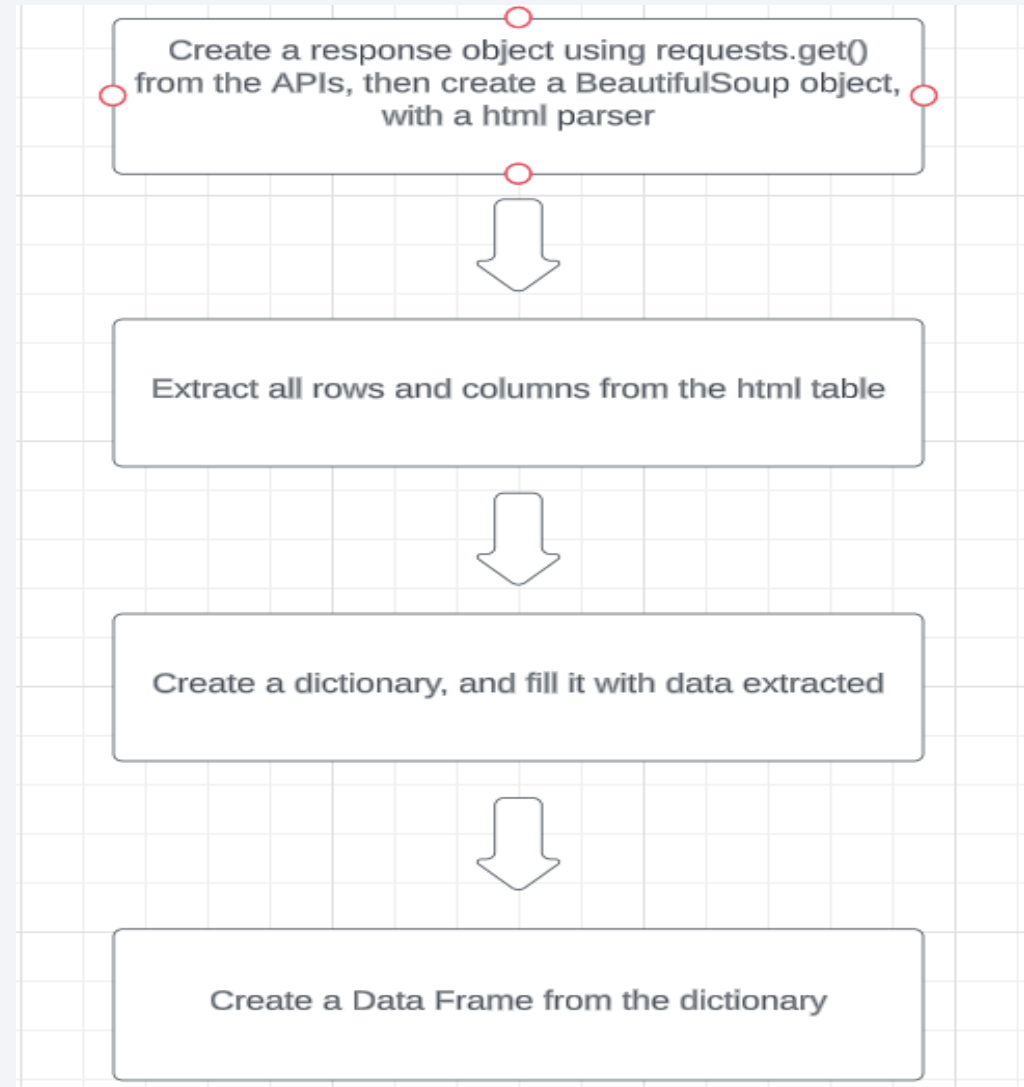 Create a response object using requests.get()
from the APIs, then create a BeautifulSoup object,
with a html parser
Extract all rows and columns from the html table
Create a dictionary, and fill it with data extracted
Create a Data Frame from the dictionary